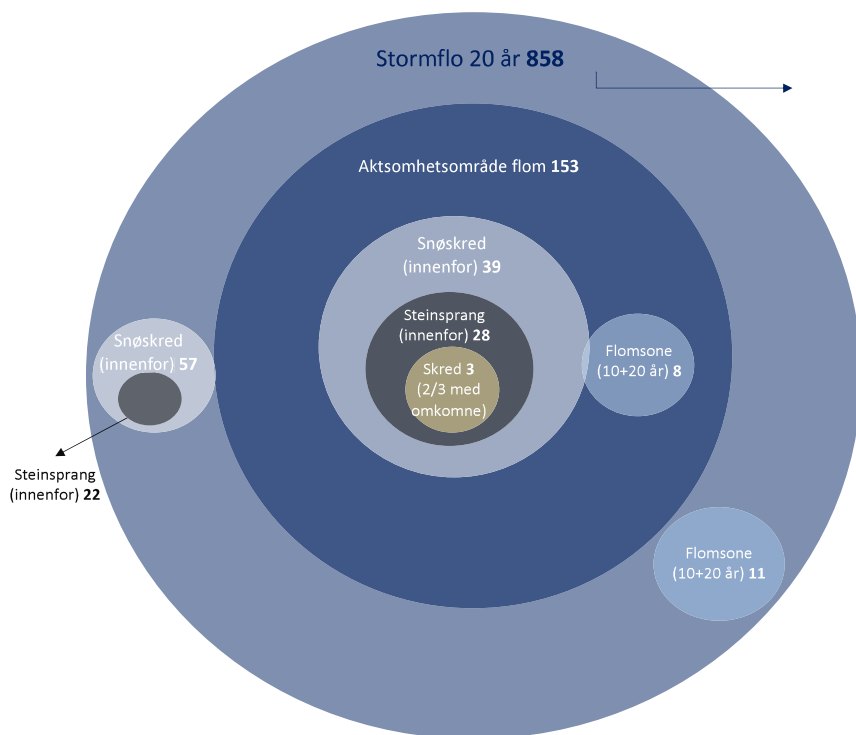 Stormflo 20 år 858
Aktsomhetsområde flom 153
Snøskred
(innenfor) 39
Steinsprang
(innenfor) 28
Skred 3
(2/3 med
omkomne)
Snøskred
(innenfor) 57
Flomsone
(10+20 år) 8
Steinsprang
(innenfor) 22
Flomsone
(10+20 år) 11